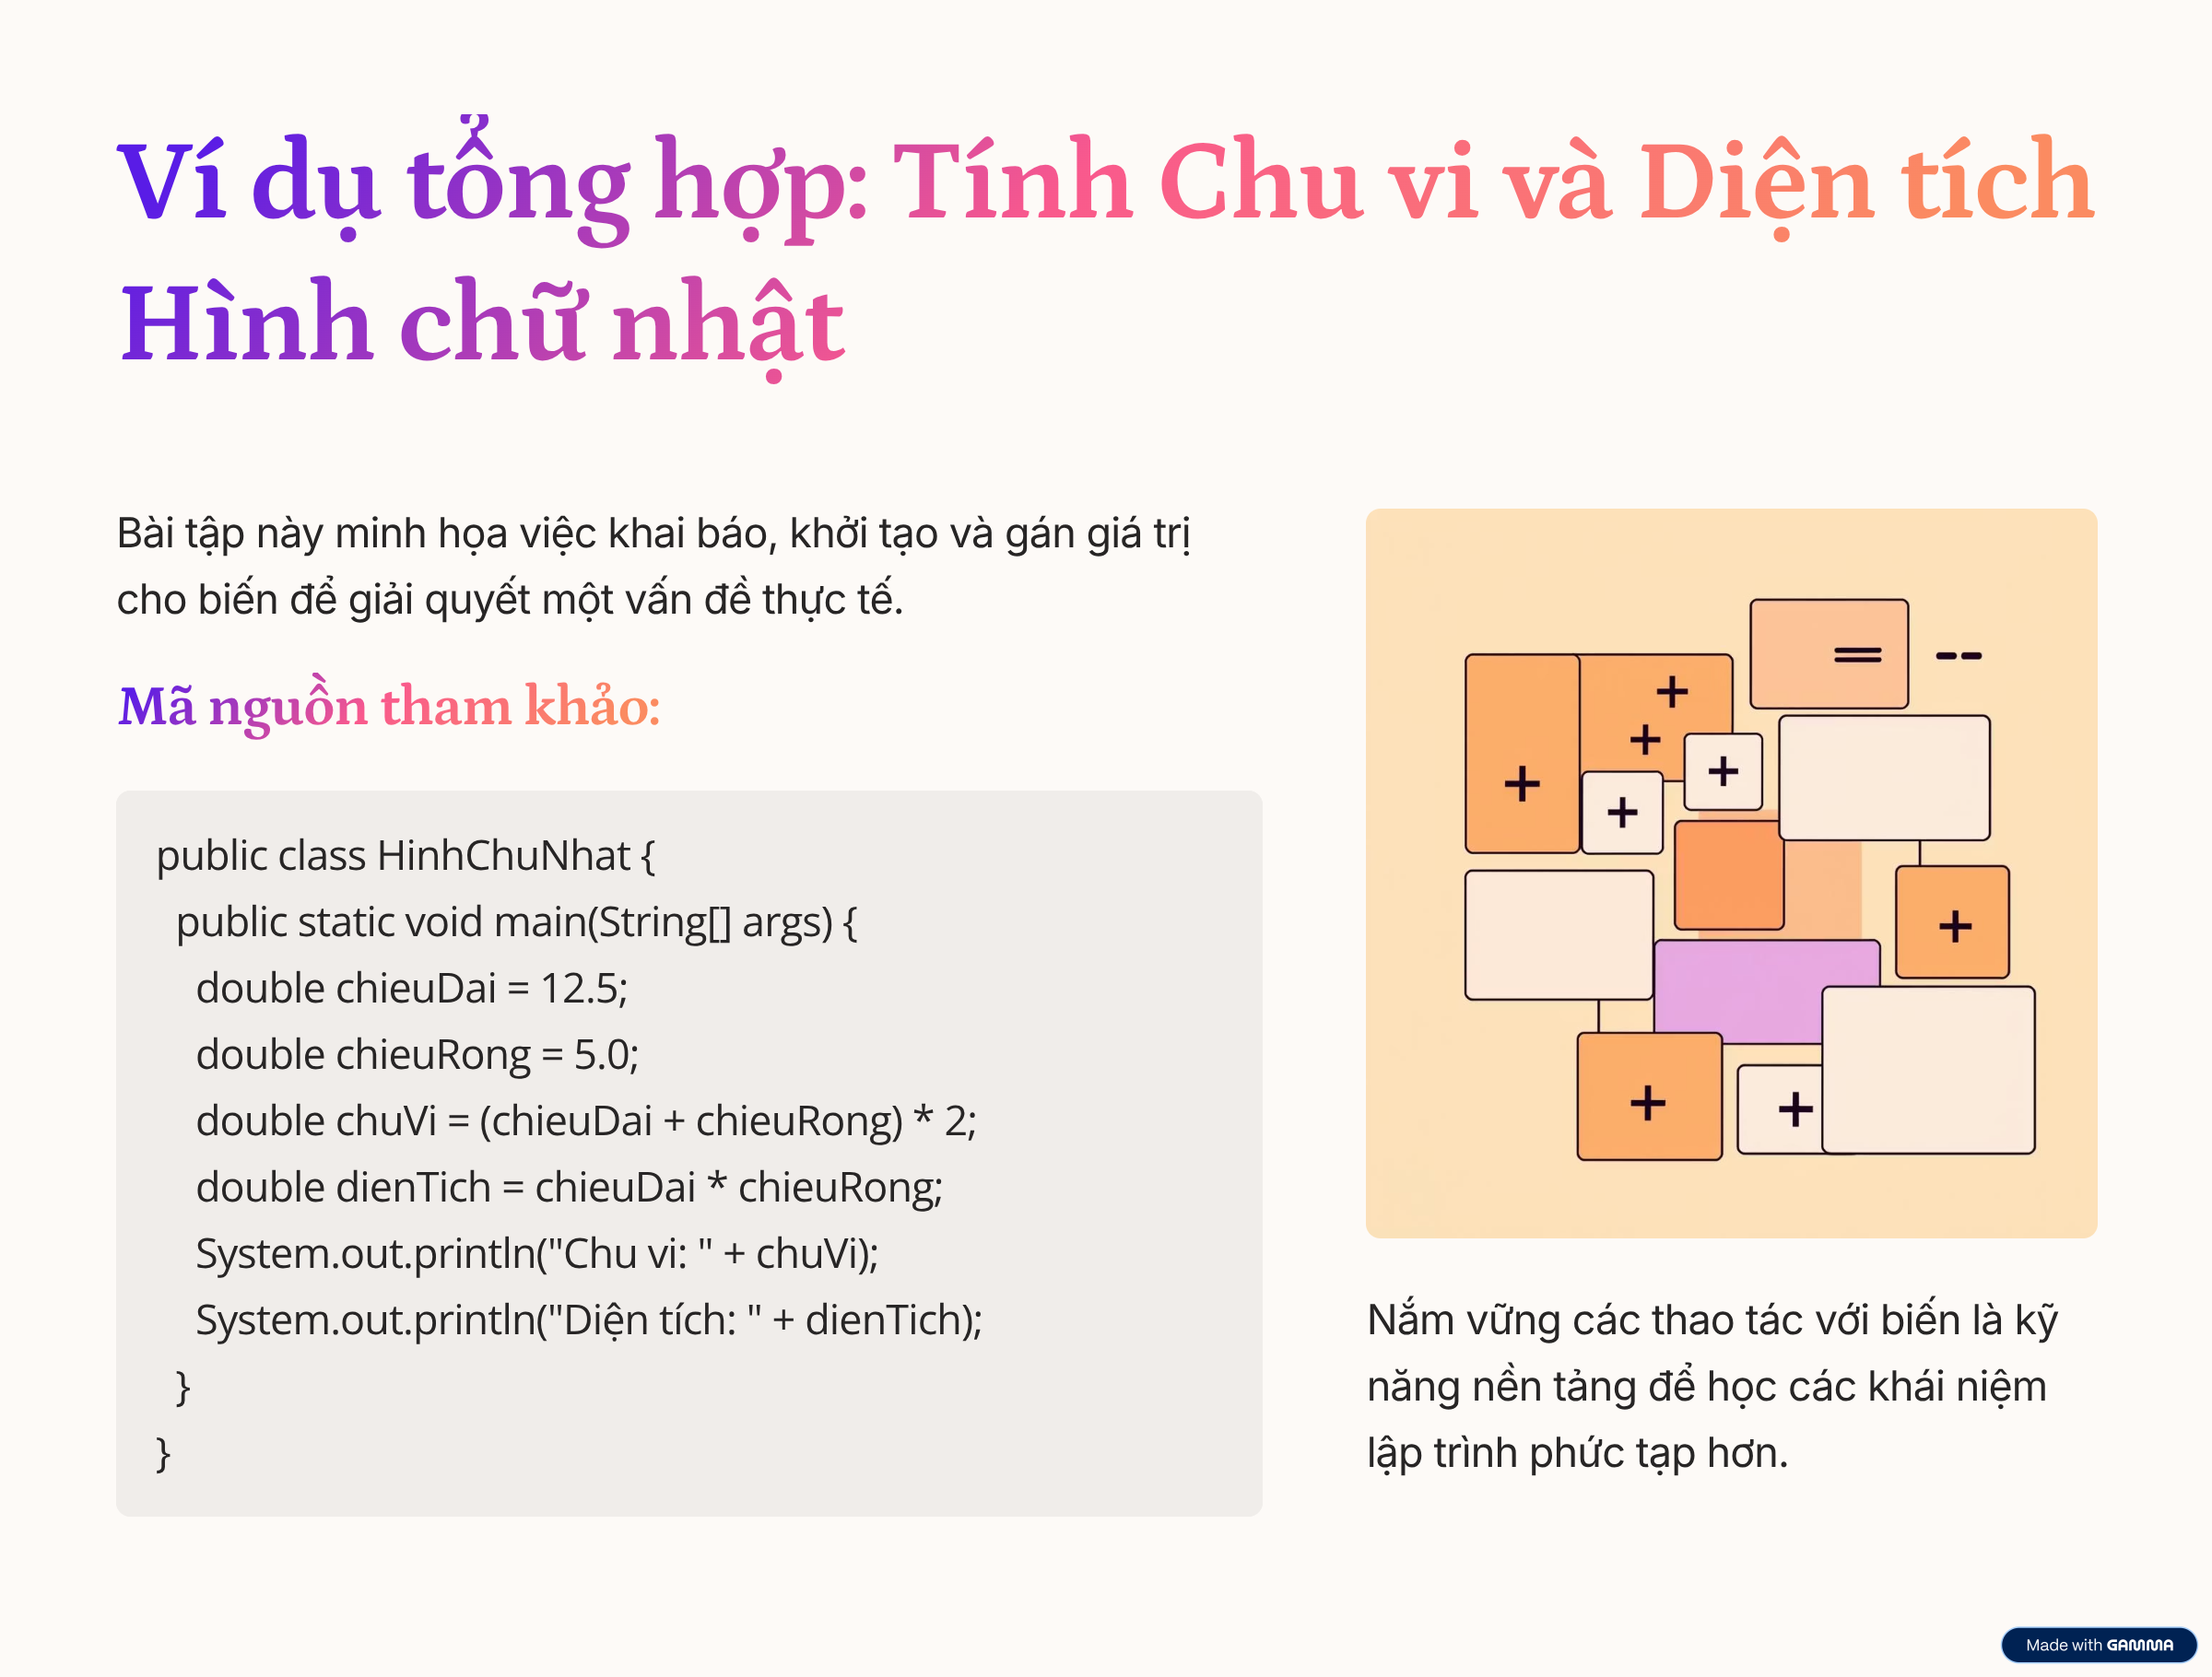 Ví dụ tổng hợp: Tính Chu vi và Diện tích
Hình chữ nhật
Bài tập này minh họa việc khai báo, khởi tạo và gán giá trị
cho biến để giải quyết một vấn đề thực tế.
Mã nguồn tham khảo:
public class HinhChuNhat {
  public static void main(String[] args) {
    double chieuDai = 12.5;
    double chieuRong = 5.0;
    double chuVi = (chieuDai + chieuRong) * 2;
    double dienTich = chieuDai * chieuRong;
    System.out.println("Chu vi: " + chuVi);
    System.out.println("Diện tích: " + dienTich);
  }
}
= --
+
+
+
+
+
+
+
+
Nắm vững các thao tác với biến là kỹ
năng nền tảng để học các khái niệm
lập trình phức tạp hơn.
Made with GAMMA